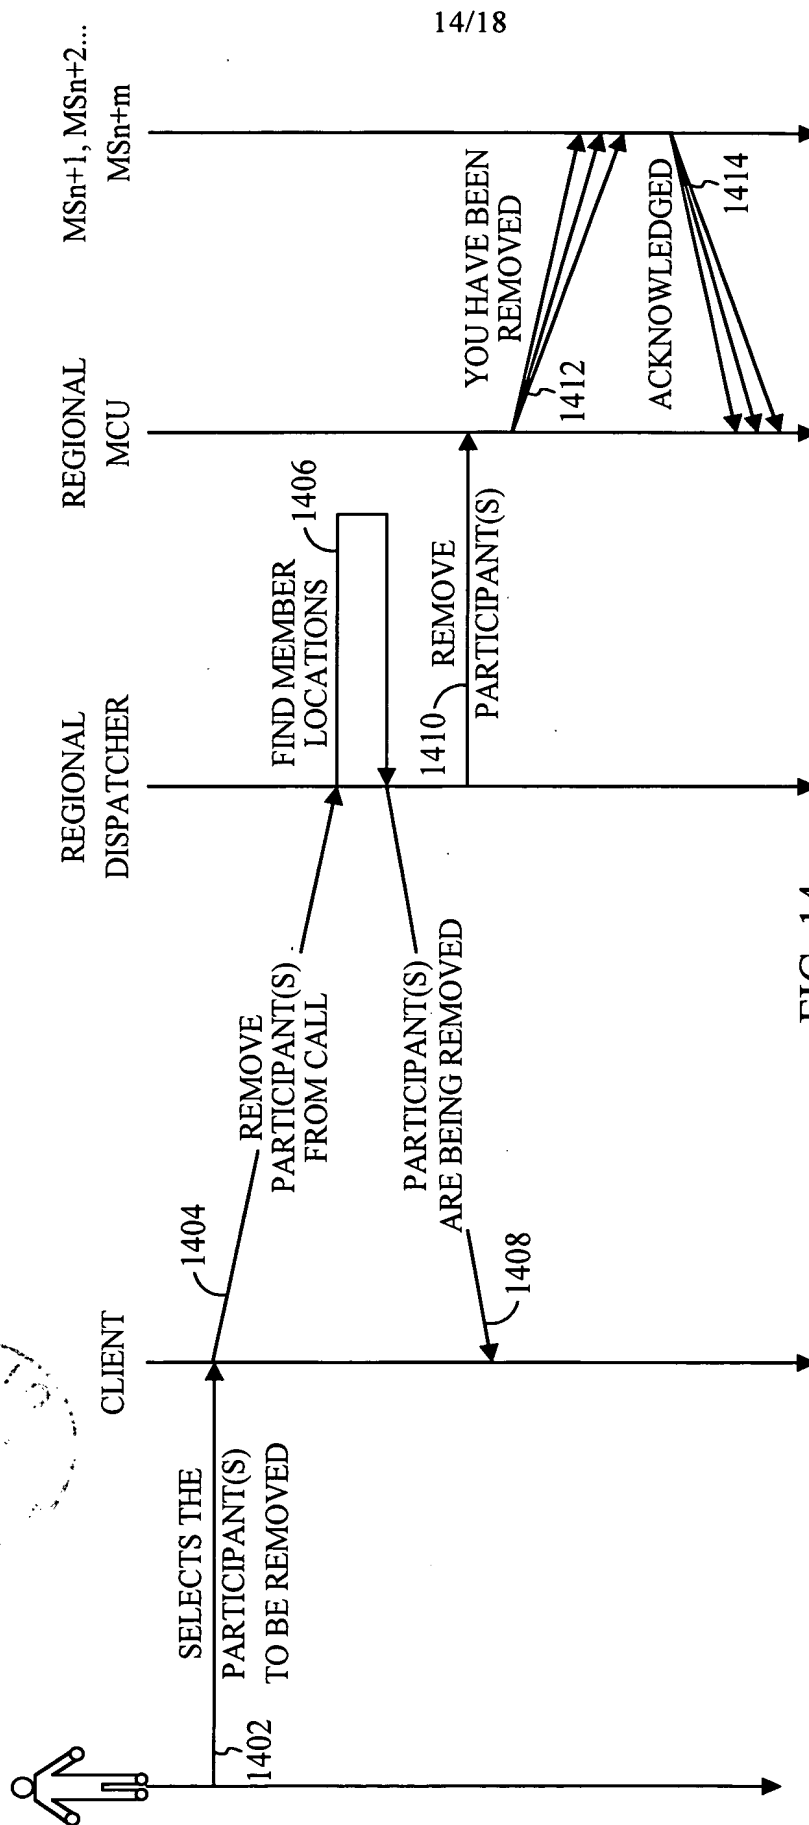 14/18
CLIENT
REGIONAL
DISPATCHER
REGIONAL
MCU
MSn+1, MSn+2...
MSn+m
SELECTS THE
PARTICIPANT(S)
TO BE REMOVED
1402
1404
REMOVE
PARTICIPANT(S)
FROM CALL
FIND MEMBER
LOCATIONS
1406
PARTICIPANT(S)
ARE BEING REMOVED
1408
1410
REMOVE
PARTICIPANT(S)
YOU HAVE BEEN
REMOVED
1412
ACKNOWLEDGED
1414
FIG. 14